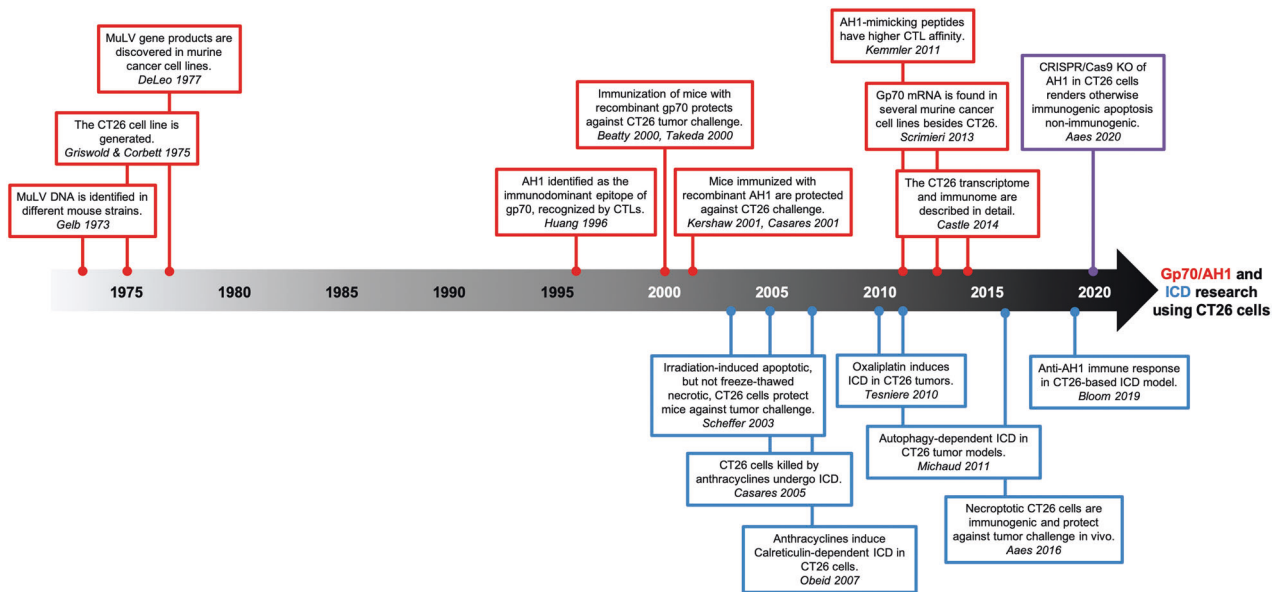 MuLV gene products are
discovered in murine
cancer cell lines.
DeLeo 1977
The CT26 cell line is
generated.
Griswold & Corbett 1975
MuLV DNA is identified in
different mouse strains.
Gelb 1973
Immunization of mice with
recombinant gp70 protects
against CT26 tumor challenge.
Beatty 2000, Takeda 2000
AH1 identified as the
immunodominant epitope of
gp70, recognized by CTLs.
Huang 1996
Mice immunized with
recombinant AH1 are protected
against CT26 challenge.
Kershaw 2001, Casares 2001
AH1-mimicking peptides
have higher CTL affinity.
Kemmler 2011
Gp70 mRNA is found in
several murine cancer
cell lines besides CT26.
Scrimieri 2013
The CT26 transcriptome
and immunome are
described in detail.
Castle 2014
CRISPR/Cas9 KO of
AH1 in CT26 cells
renders otherwise
immunogenic apoptosis
non-immunogenic.
Aaes 2020
1975 1980 1985 1990 1995 2000 2005 2010 2015 2020
Gp70/AH1 and
ICD research
using CT26 cells
Irradiation-induced apoptotic,
but not freeze-thawed
necrotic, CT26 cells protect
mice against tumor challenge.
Scheffer 2003
CT26 cells killed by
anthracyclines undergo ICD.
Casares 2005
Anthracyclines induce
Calreticulin-dependent ICD in
CT26 cells.
Obeid 2007
Oxaliplatin induces
ICD in CT26 tumors.
Tesniere 2010
Autophagy-dependent ICD in
CT26 tumor models.
Michaud 2011
Necroptotic CT26 cells are
immunogenic and protect
against tumor challenge in vivo.
Aaes 2016
Anti-AH1 immune response
in CT26-based ICD model.
Bloom 2019